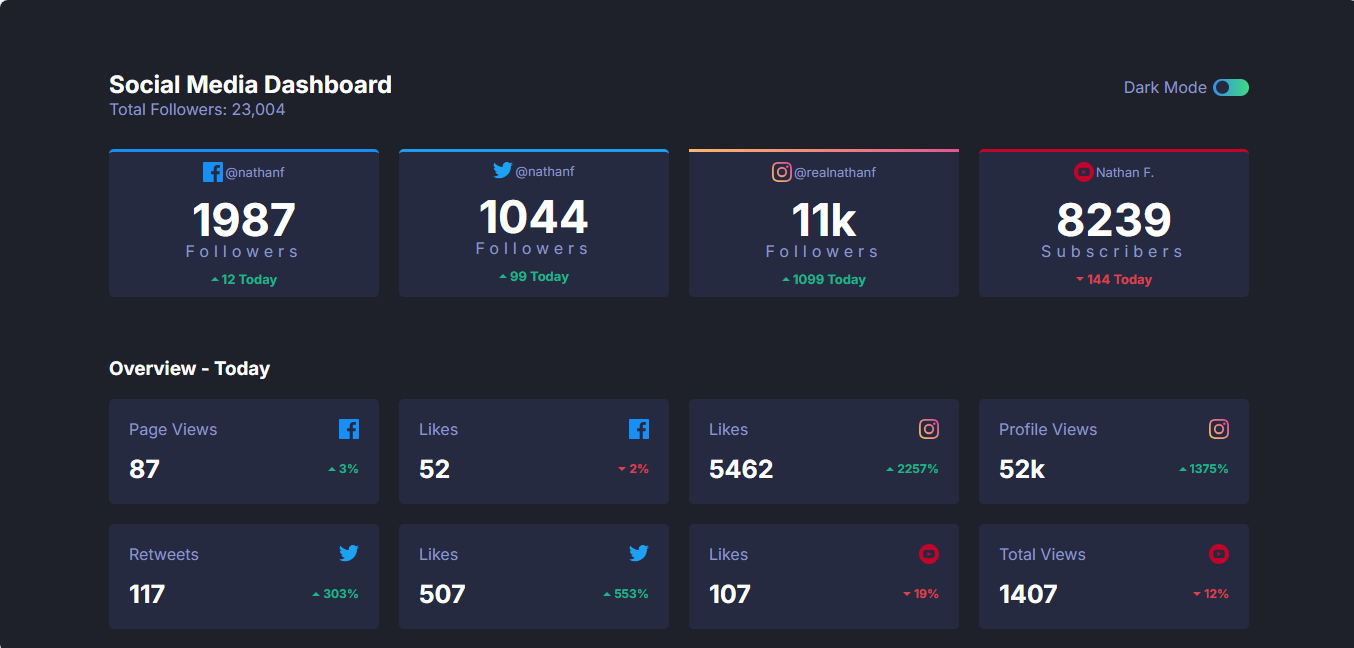 Social Media Dashboard
Total Followers: 23,004
Dark Mode
@nathanf
1987
Followers
12 Today
@nathanf
1044
Followers
99 Today
@realnathanf
11k
Followers
1099 Today
Nathan F.
8239
Subscribers
144 Today
Overview - Today
Page Views
87
3%
Likes
52
2%
Likes
5462
2257%
Profile Views
52k
1375%
Retweets
117
303%
Likes
507
553%
Likes
107
19%
Total Views
1407
12%